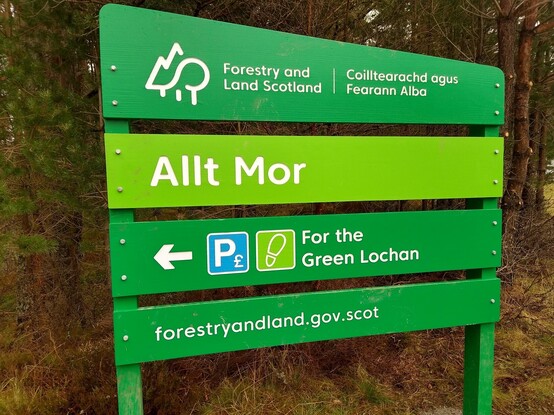 Forestry and
Land Scotland
Coilltearachd agus
Fearann Alba
Allt Mor
P£
For the
Green Lochan
forestryandland.gov.scot